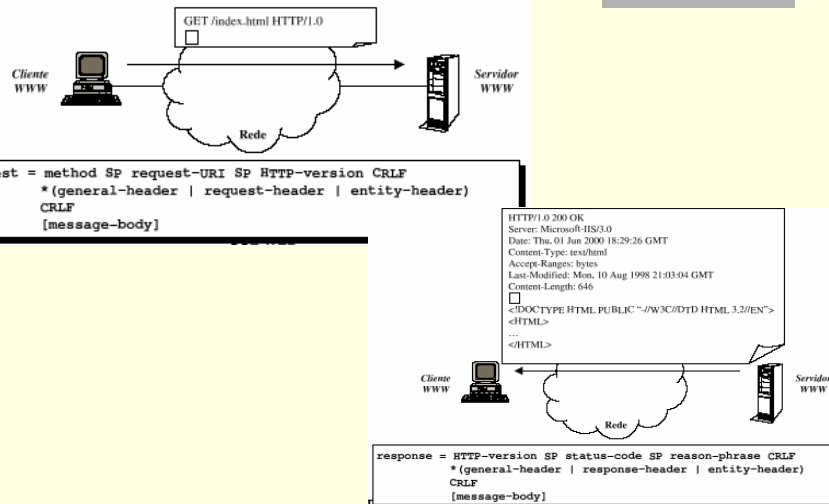 GET /index.html HTTP/1.0
Cliente
WWW
Servidor
WWW
Rede
est = method SP request-URI SP HTTP-version CRLF
*(general-header | request-header | entity-header)
CRLF
[message-body]
HTTP/1.0 200 OK
Server: Microsoft-IIS/3.0
Date: Thu, 01 Jun 2000 18:29:26 GMT
Content-Type: text/html
Accept-Ranges: bytes
Last-Modified: Mon, 10 Aug 1998 21:03:04 GMT
Content-Length: 646
<!DOCTYPE HTML PUBLIC "-//W3C//DTD HTML 3.2//EN">
<HTML>
...
</HTML>
Cliente
WWW
Servidor
WWW
Rede
response = HTTP-version SP status-code SP reason-phrase CRLF
*(general-header | response-header | entity-header)
CRLF
[message-body]